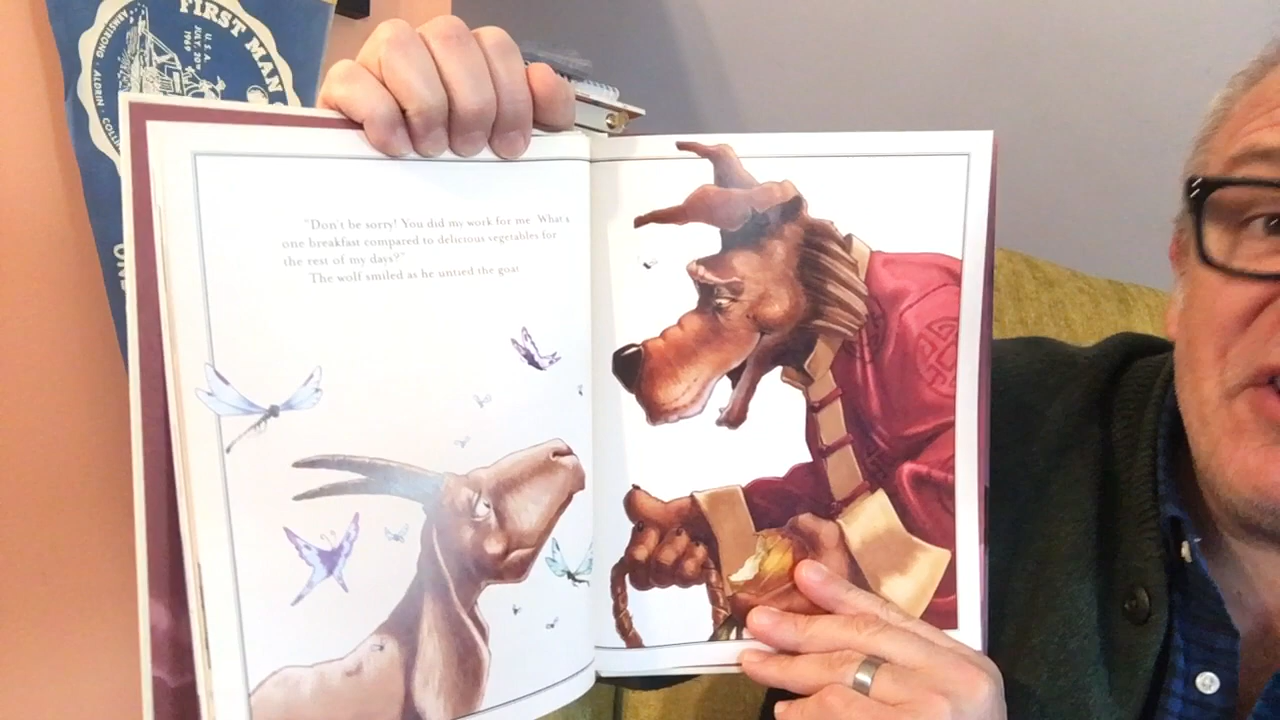 FIRST MAN
U.S.A.
JULY 20th
1969
ARMSTRONG · ALDRIN · COLLI
"Don't be sorry! You did my work for me. What's
one breakfast compared to delicious vegetables for
the rest of my days?"
The wolf smiled as he untied the goat